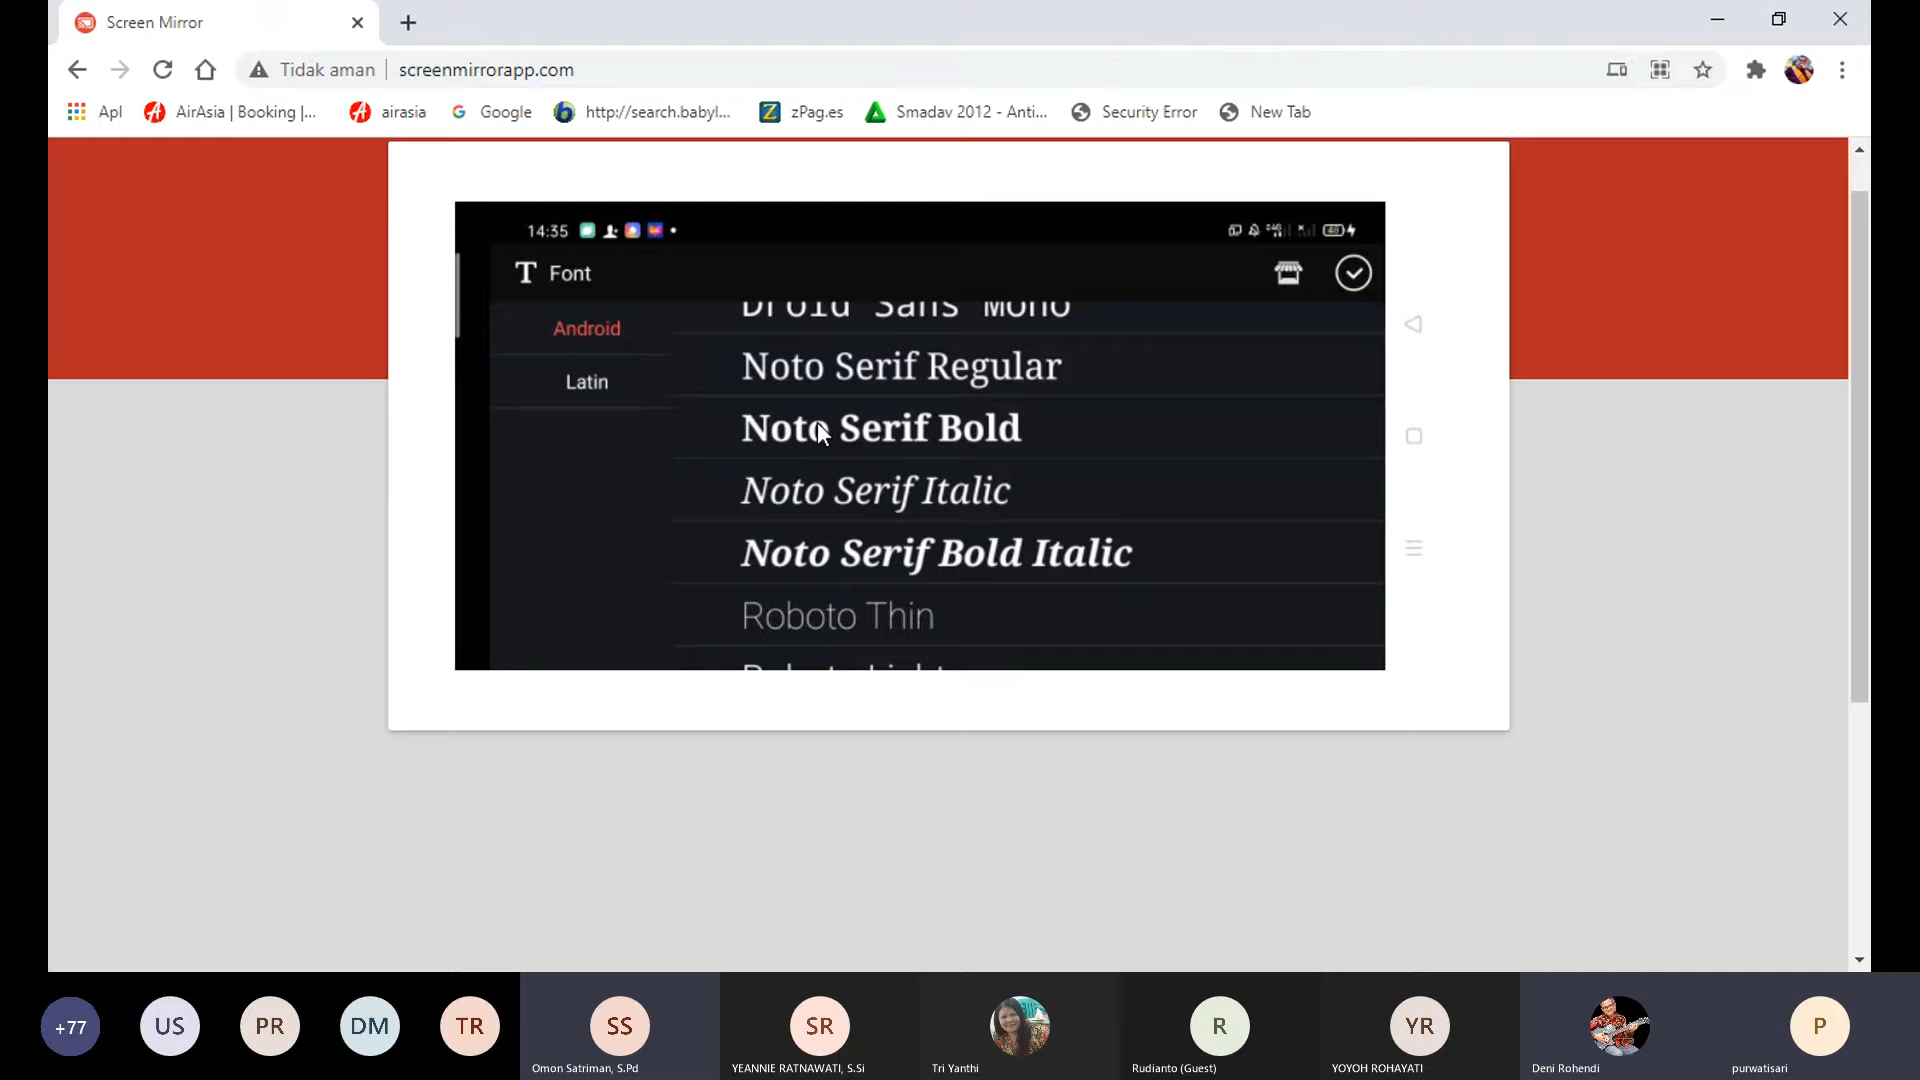 Screen Mirror
Tidak aman screenmirrorapp.com
Apl AirAsia | Booking |... airasia Google http://search.babyl... zPag.es Smadav 2012 - Anti... Security Error New Tab
14:35
T Font
Droid Sans Mono
Android
Noto Serif Regular
Latin
Noto Serif Bold
Noto Serif Italic
Noto Serif Bold Italic
Roboto Thin
+77 US PR DM TR SS SR R YR P
Omon Satriman, S.Pd YEANNIE RATNAWATI, S.Si Tri Yanthi Rudianto (Guest) YOYOH ROHAYATI Deni Rohendi purwatisari